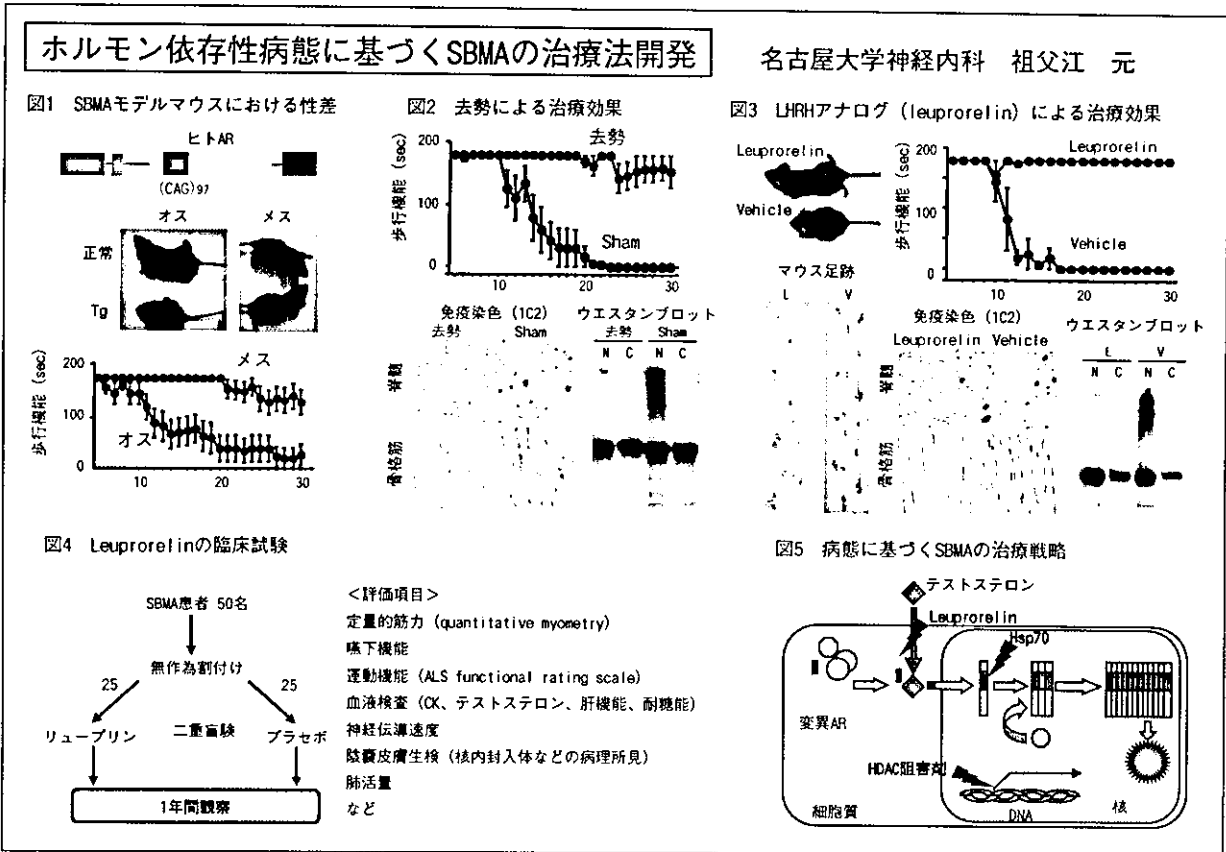 ホルモン依存性病態に基づくSBMAの治療法開発
名古屋大学神経内科 祖父江 元
図1 SBMAモデルマウスにおける性差
ヒトAR
(CAG)97
オス メス
正常
Tg
歩行機能 (sec)
200
100
0
メス
オス
10 20 30
図2 去勢による治療効果
歩行機能 (sec)
200
100
0
去勢
Sham
10 20 30
免疫染色 (1C2) ウエスタンブロット
去勢 Sham 去勢 Sham
N C N C
脊髄
骨格筋
図3 LHRHアナログ (leuprorelin) による治療効果
Leuprorelin
Vehicle
歩行機能 (sec)
200
100
0
Leuprorelin
Vehicle
5 10 15 20 25 30
マウス足跡
L V
免疫染色 (1C2) ウエスタンブロット
Leuprorelin Vehicle L V
N C N C
脊髄
骨格筋
図4 Leuprorelinの臨床試験
SBMA患者 50名
無作為割付け
25 25
リュープリン 二重盲験 プラセボ
1年間観察
<評価項目>
定量的筋力 (quantitative myometry)
嚥下機能
運動機能 (ALS functional rating scale)
血液検査 (CK、テストステロン、肝機能、耐糖能)
神経伝導速度
陰嚢皮膚生検 (核内封入体などの病理所見)
肺活量
など
図5 病態に基づくSBMAの治療戦略
テストステロン
Leuprorelin
Hsp70
変異AR
HDAC阻害剤
細胞質
DNA
核